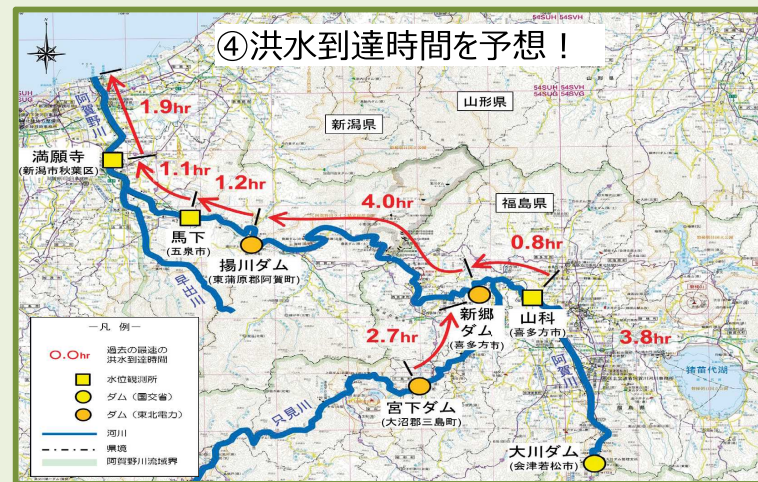 ④洪水到達時間を予想！
54SUH 54SVH
54SUG 54SVG
山形県
新潟県
福島県
阿賀野川
1.9hr
満願寺
(新潟市秋葉区)
1.1hr
1.2hr
4.0hr
0.8hr
馬下
(五泉市)
揚川ダム
(東蒲原郡阿賀町)
早出川
新郷
ダム
(喜多方市)
山科
(喜多方市)
2.7hr
3.8hr
阿賀川
猪苗代湖
宮下ダム
(大沼郡三島町)
只見川
大川ダム
(会津若松市)
－凡 例－
O.Ohr
過去の最速の
洪水到達時間
水位観測所
ダム（国交省）
ダム（東北電力）
河川
県境
阿賀野川流域界